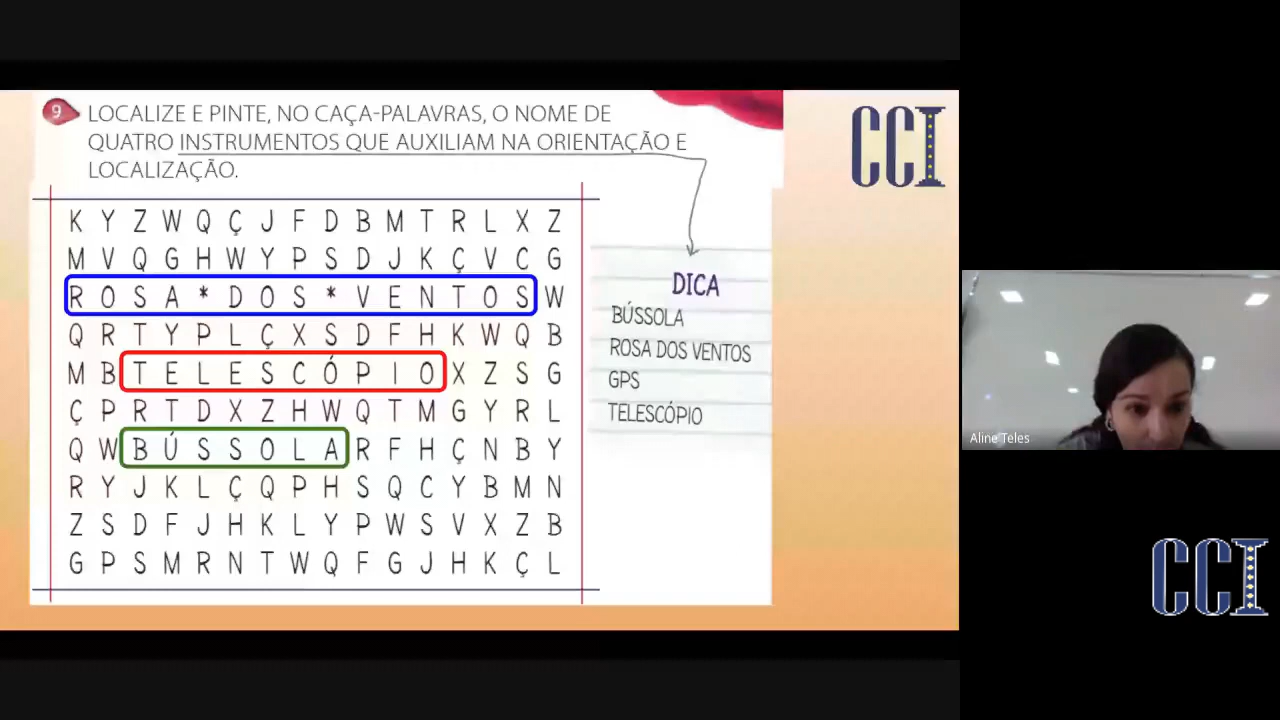 9 LOCALIZE E PINTE, NO CAÇA-PALAVRAS, O NOME DE
QUATRO INSTRUMENTOS QUE AUXILIAM NA ORIENTAÇÃO E
LOCALIZAÇÃO.
K Y Z W Q Ç J F D B M T R L X Z
M V Q G H W Y P S D J K Ç V C G
R O S A * D O S * V E N T O S W
Q R T Y P L Ç X S D F H K W Q B
M B T E L E S C Ó P I O X Z S G
Ç P R T D X Z H W Q T M G Y R L
Q W B Ú S S O L A R F H Ç N B Y
R Y J K L Ç Q P H S Q C Y B M N
Z S D F J H K L Y P W S V X Z B
G P S M R N T W Q F G J H K Ç L
DICA
BÚSSOLA
ROSA DOS VENTOS
GPS
TELESCÓPIO
CCI
Aline Teles
CCI